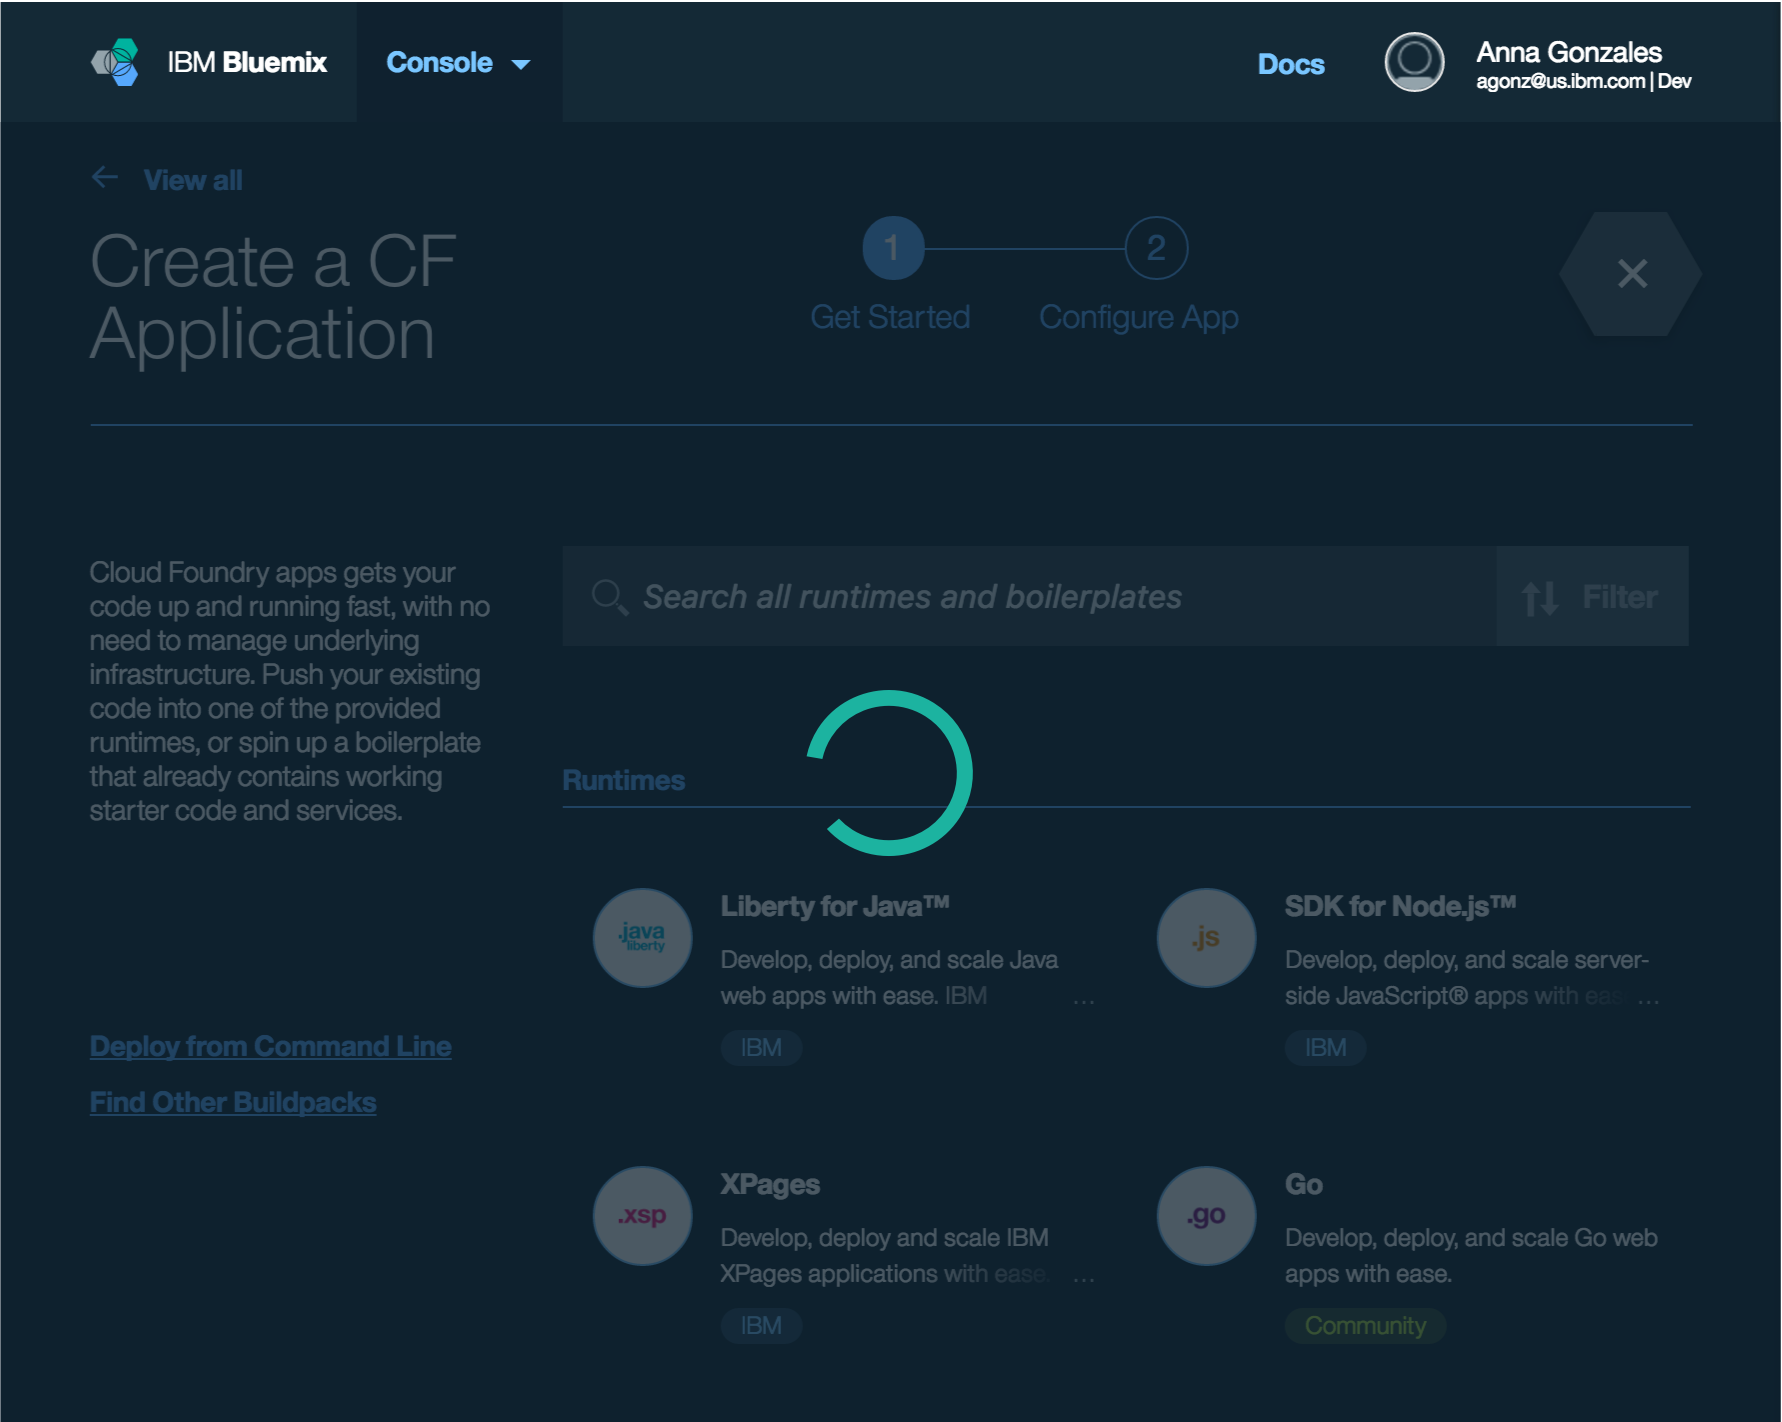 IBM Bluemix
Console
Docs
Anna Gonzales
agonz@us.ibm.com | Dev
View all
Create a CF
Application
1
2
Get Started
Configure App
Cloud Foundry apps gets your
code up and running fast, with no
need to manage underlying
infrastructure. Push your existing
code into one of the provided
runtimes, or spin up a boilerplate
that already contains working
starter code and services.
Deploy from Command Line
Find Other Buildpacks
Search all runtimes and boilerplates
Filter
Runtimes
.java
liberty
Liberty for Java™
Develop, deploy, and scale Java
web apps with ease. IBM ...
IBM
.js
SDK for Node.js™
Develop, deploy, and scale server-
side JavaScript® apps with ease ...
IBM
.xsp
XPages
Develop, deploy and scale IBM
XPages applications with ease. ...
IBM
.go
Go
Develop, deploy, and scale Go web
apps with ease.
Community